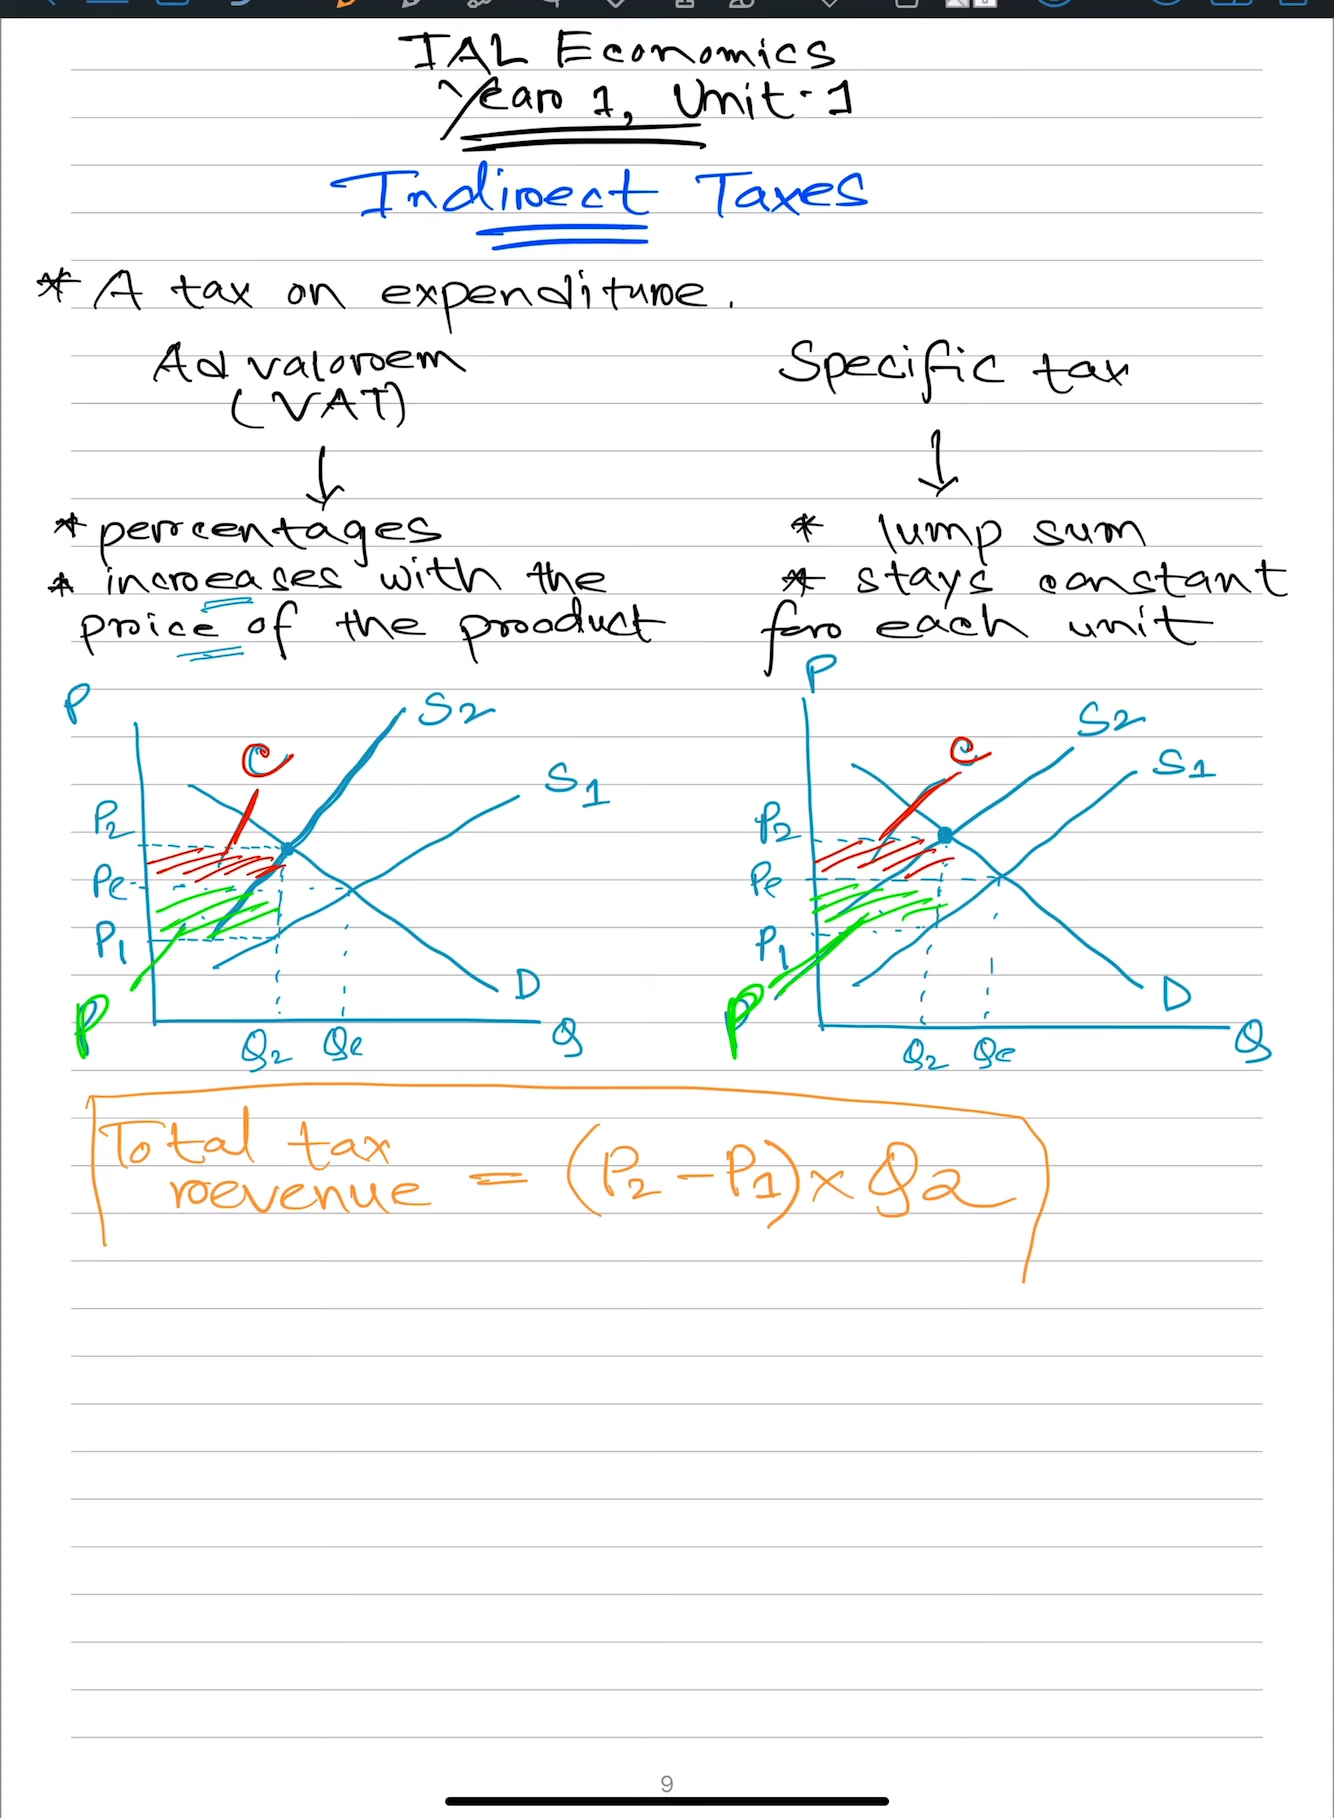 IAL Economics
Year 1, Unit-1
Indirect Taxes
* A tax on expenditure.
Ad valorem
(VAT)
* percentages
* increases with the
price of the product
Specific tax
* lump sum
* stays constant
for each unit
P
S2
C
S1
P2
Pe
P1
D
P
Q2 Qe
Q
P
S2
C
S1
P2
Pe
P1
D
P
Q2 Qe
Q
Total tax
revenue = (P2 - P1) x Q2
9